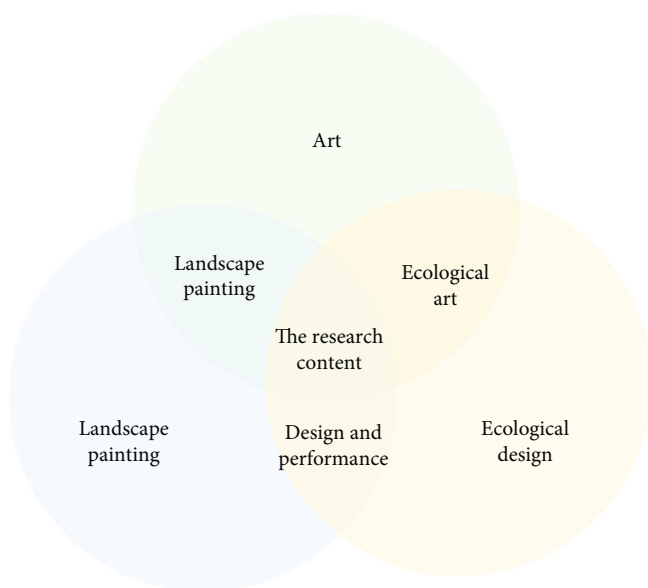 Art
Landscape
painting
Ecological
art
The research
content
Landscape
painting
Design and
performance
Ecological
design